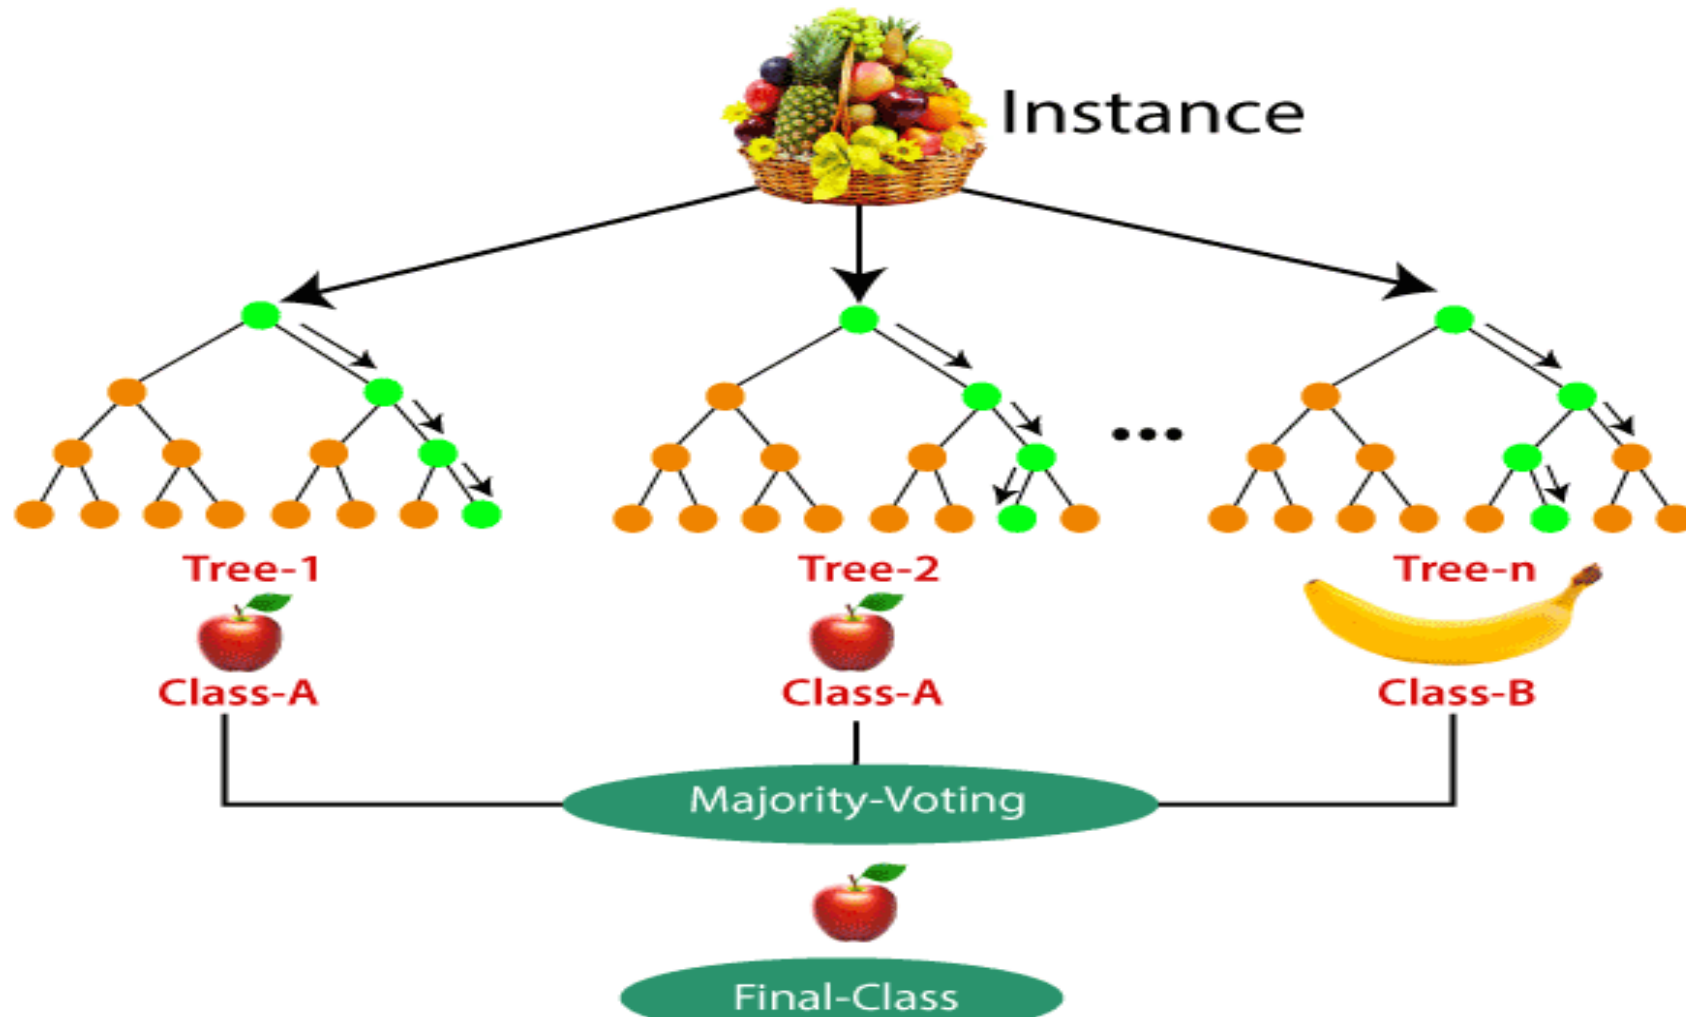 Instance
Tree-1
Tree-2
Tree-n
Class-A
Class-A
Class-B
Majority-Voting
Final-Class